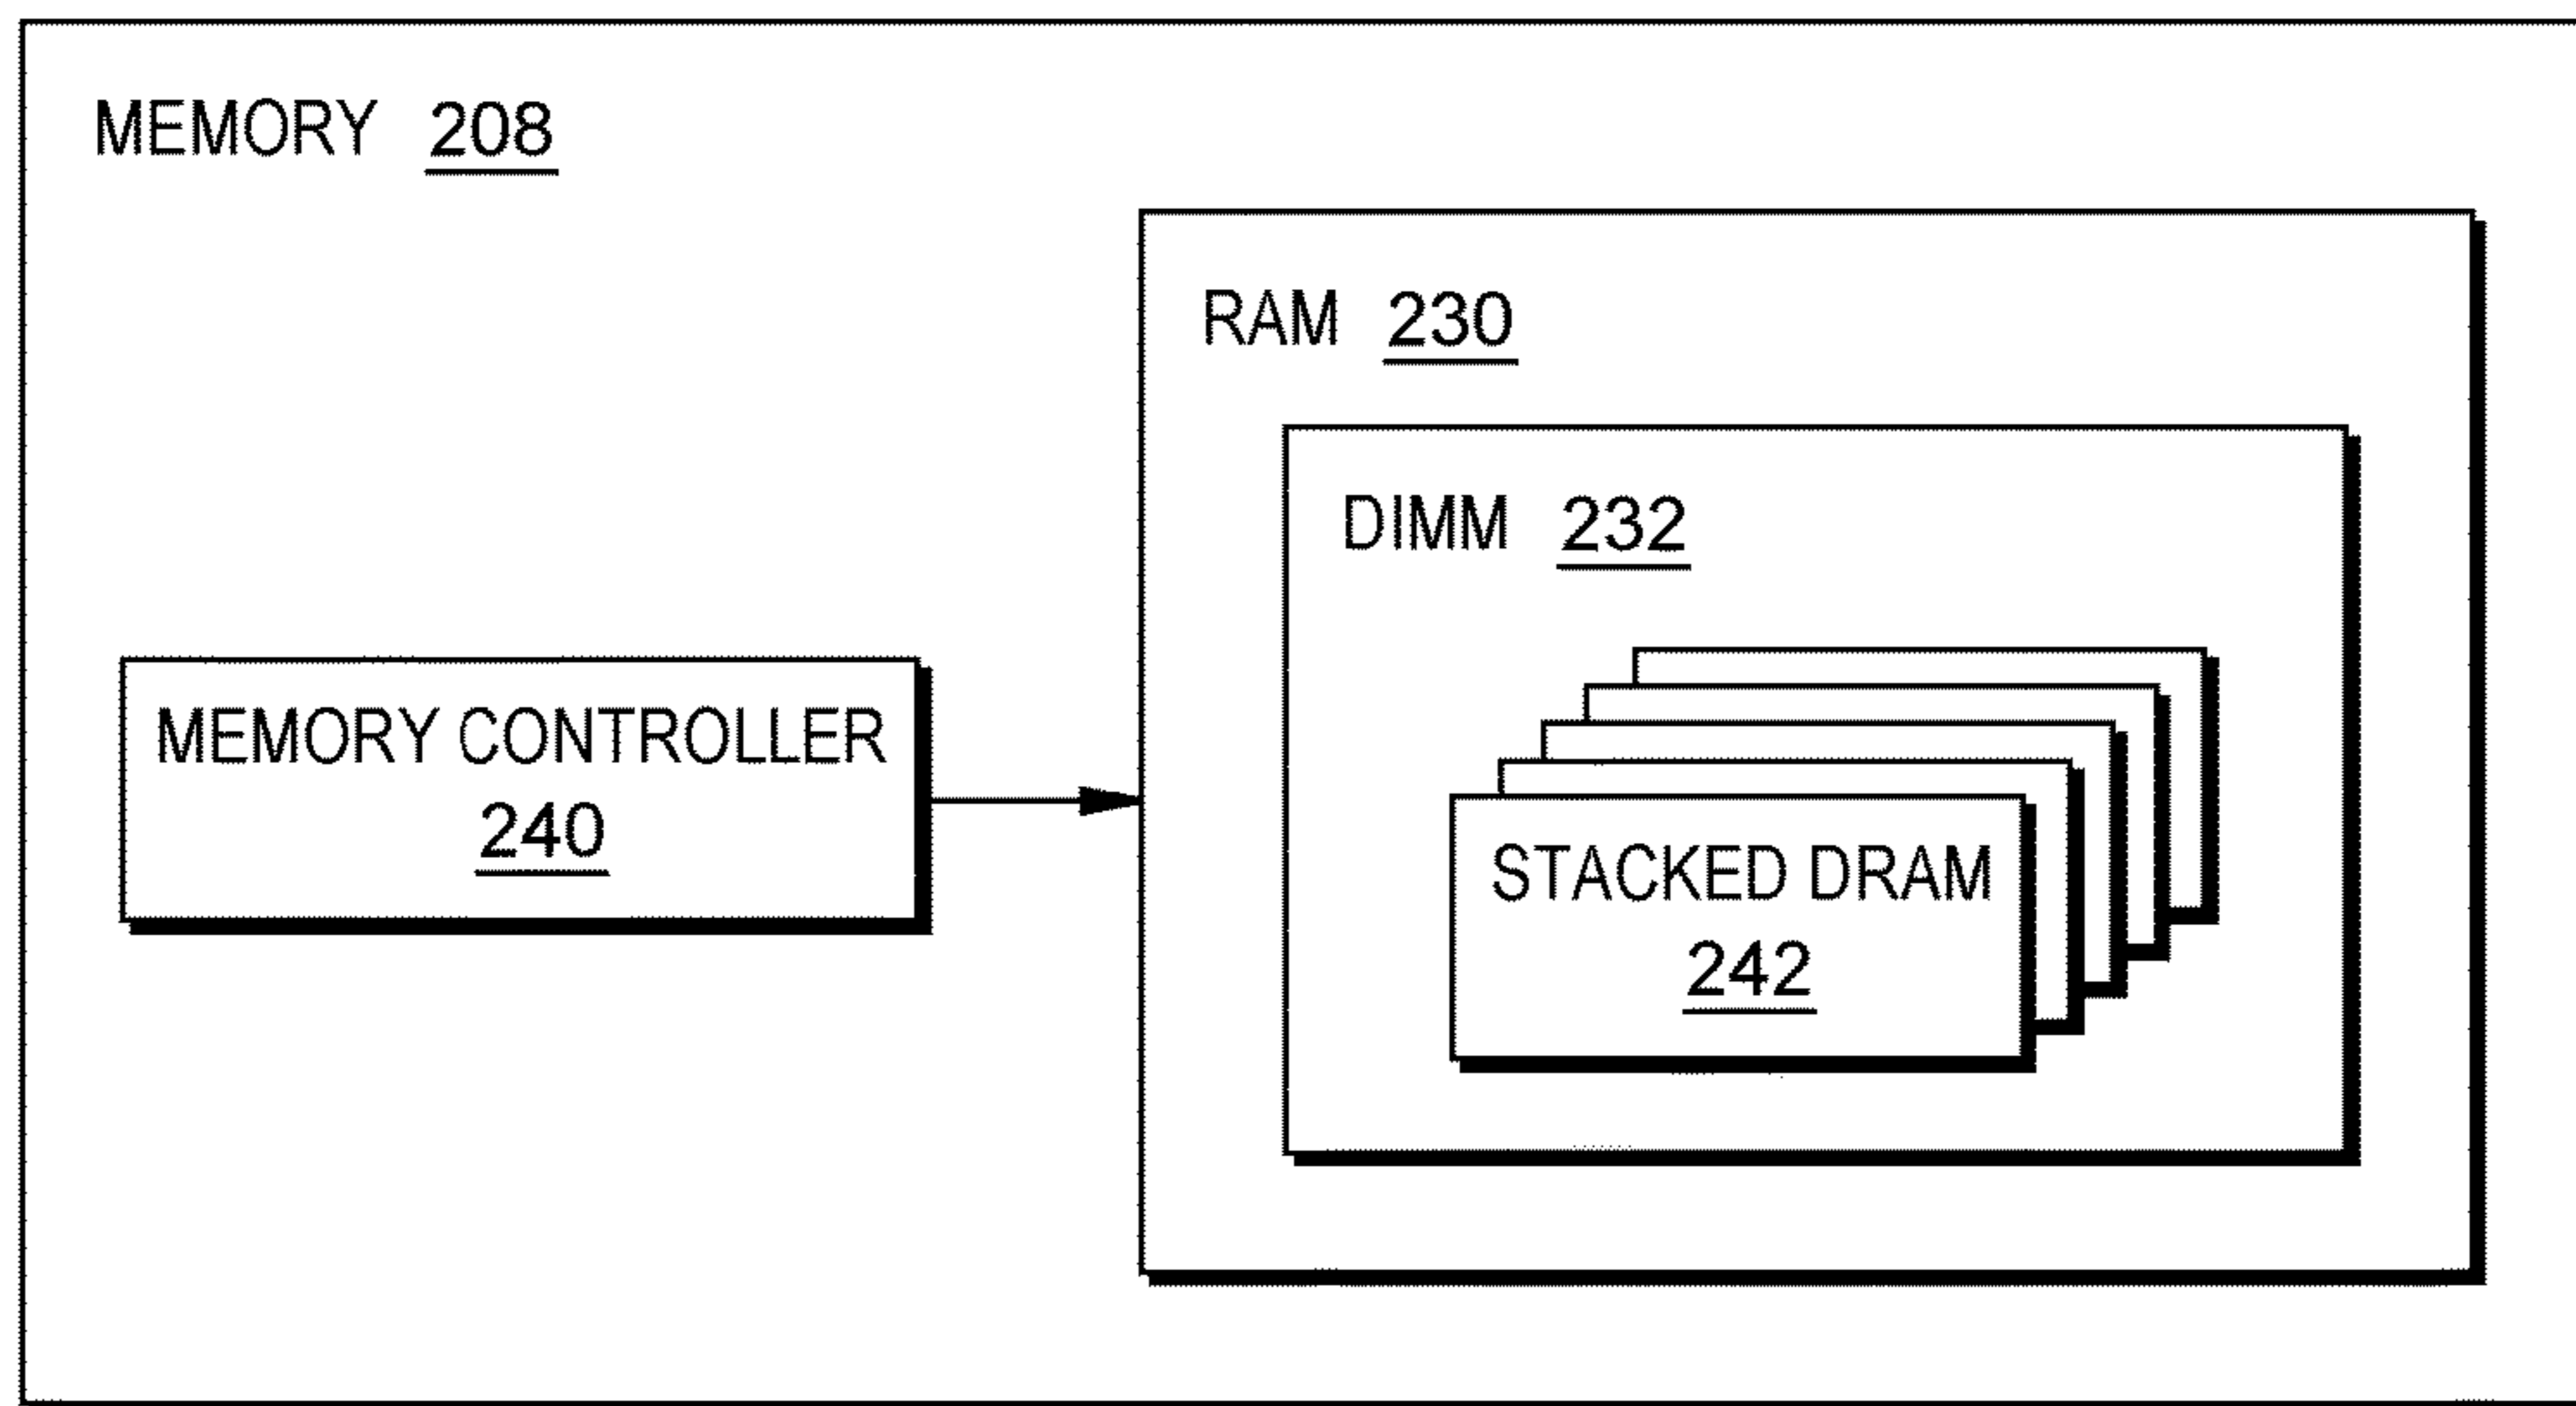 MEMORY 208
RAM 230
DIMM 232
MEMORY CONTROLLER
240
STACKED DRAM
242